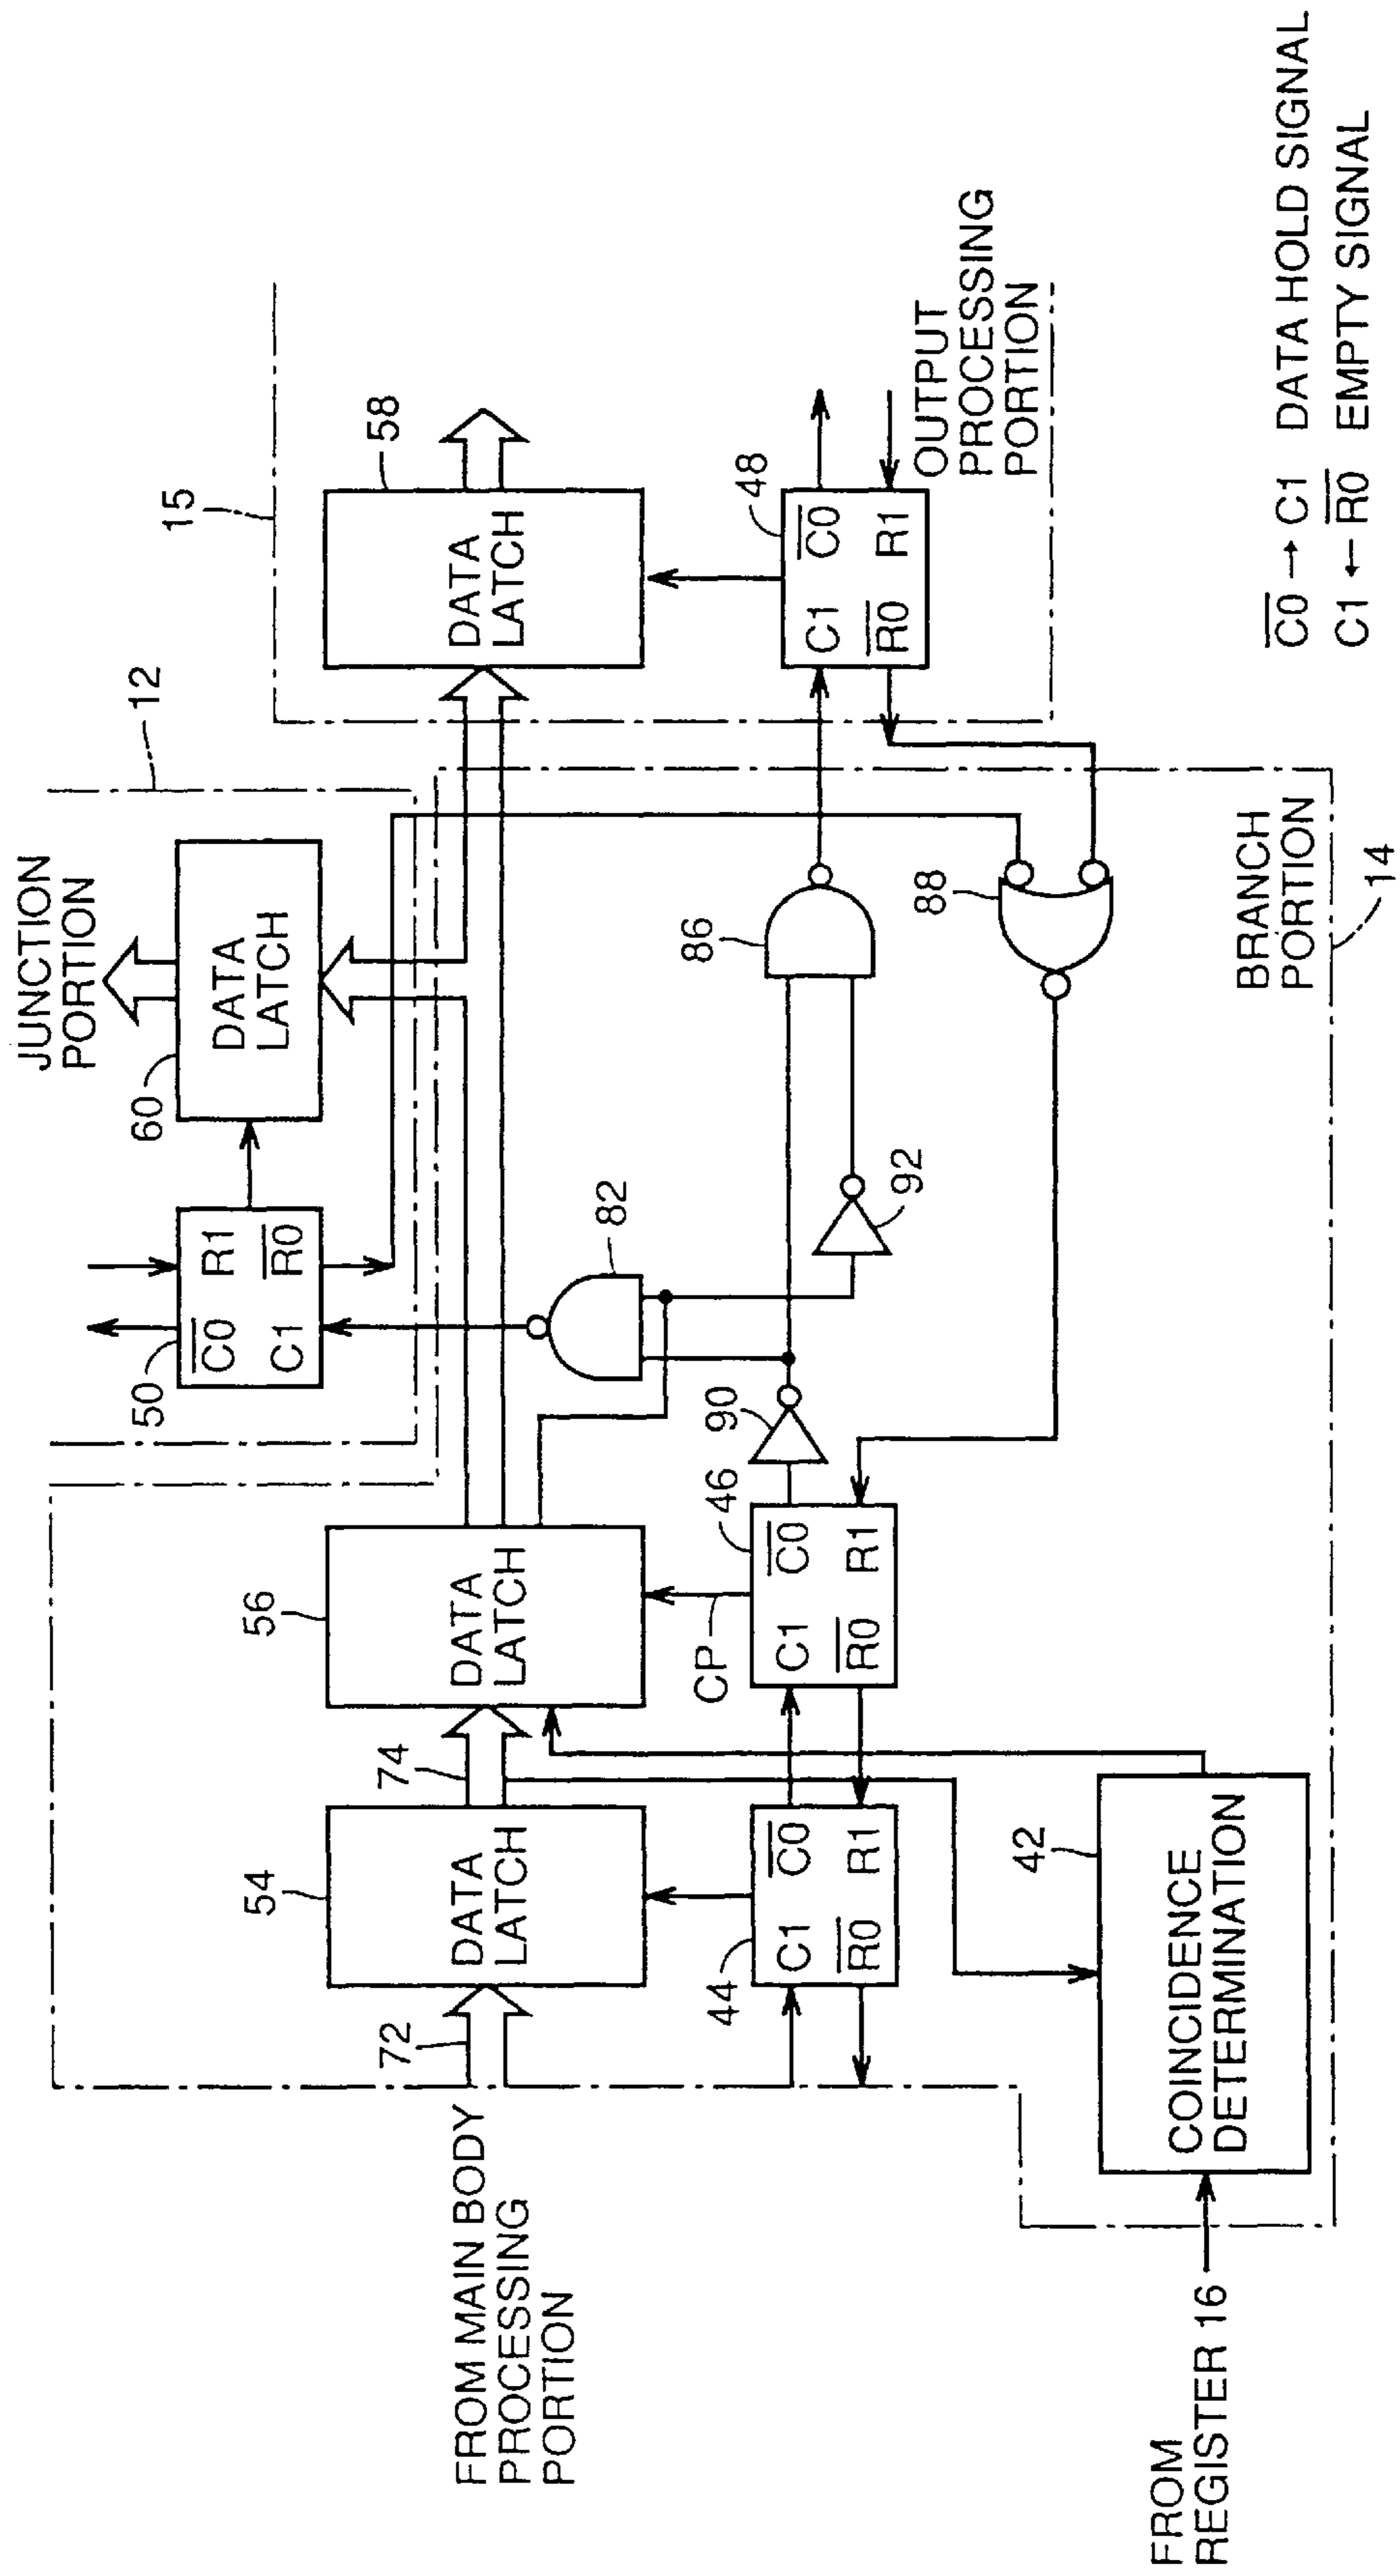 JUNCTION
PORTION
12
15
60
DATA
LATCH
50
C0 R1
C1 R0
58
DATA
LATCH
54
DATA
LATCH
56
DATA
LATCH
72
74
FROM MAIN BODY
PROCESSING
PORTION
82
44
C1 C0
R0 R1
CP
46
C1 C0
R0 R1
90
92
86
48
C1 C0
R0 R1
OUTPUT
PROCESSING
PORTION
88
42
COINCIDENCE
DETERMINATION
FROM
REGISTER 16
BRANCH
PORTION
14
C0 → C1 DATA HOLD SIGNAL
C1 ← R0 EMPTY SIGNAL